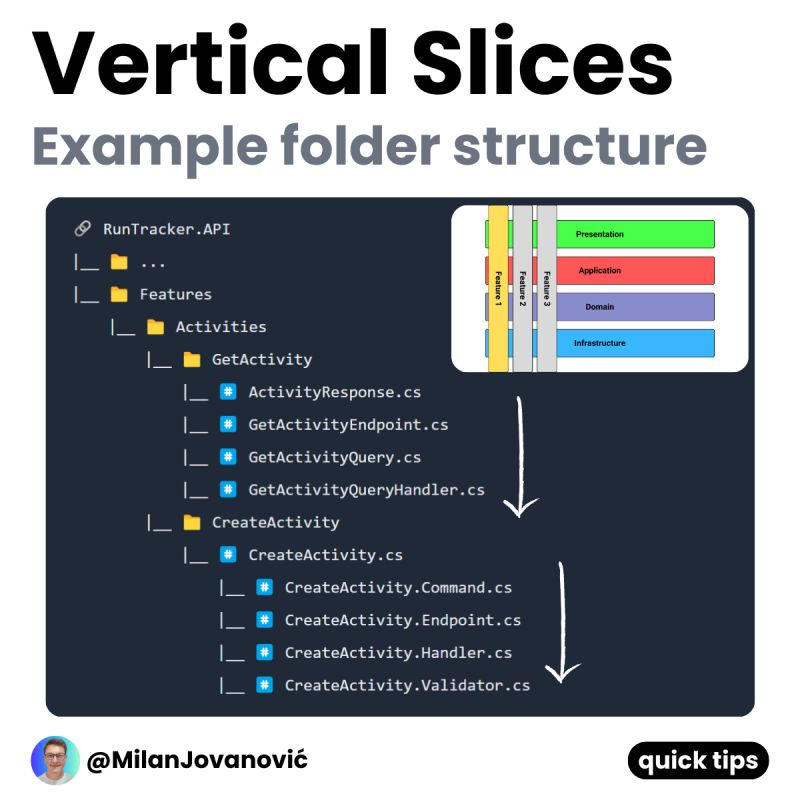 Vertical Slices
Example folder structure
RunTracker.API
|__ ...
|__ Features
|__ Activities
|__ GetActivity
|__ ActivityResponse.cs
|__ GetActivityEndpoint.cs
|__ GetActivityQuery.cs
|__ GetActivityQueryHandler.cs
|__ CreateActivity
|__ CreateActivity.cs
|__ CreateActivity.Command.cs
|__ CreateActivity.Endpoint.cs
|__ CreateActivity.Handler.cs
|__ CreateActivity.Validator.cs
Feature 1
Feature 2
Feature 3
Presentation
Application
Domain
Infrastructure
@MilanJovanović
quick tips